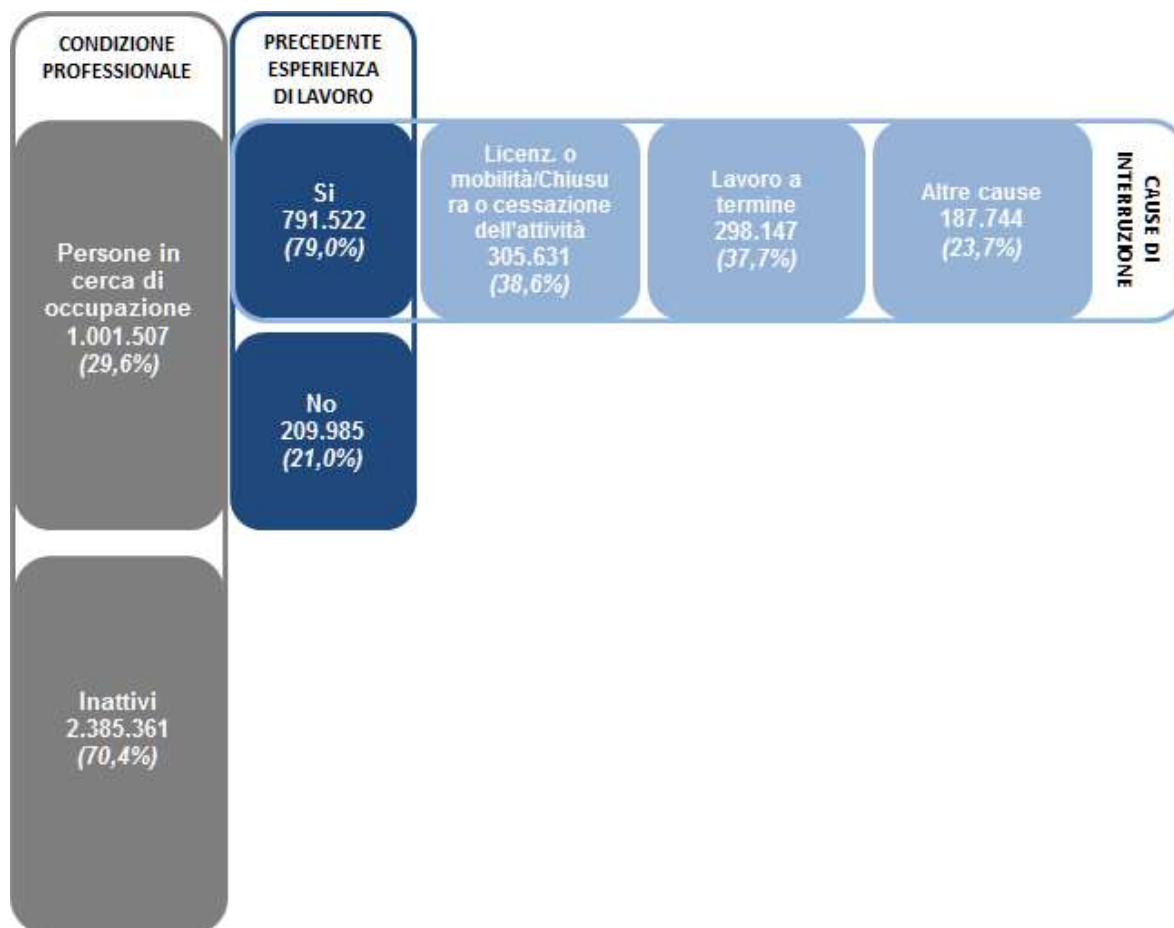 CONDIZIONE
PROFESSIONALE
PRECEDENTE
ESPERIENZA
DI LAVORO
Persone in
cerca di
occupazione
1.001.507
(29,6%)
Si
791.522
(79,0%)
Licenz. o
mobilità/Chiusu
ra o cessazione
dell'attività
305.631
(38,6%)
Lavoro a
termine
298.147
(37,7%)
Altre cause
187.744
(23,7%)
CAUSE DI
INTERRUZIONE
No
209.985
(21,0%)
Inattivi
2.385.361
(70,4%)